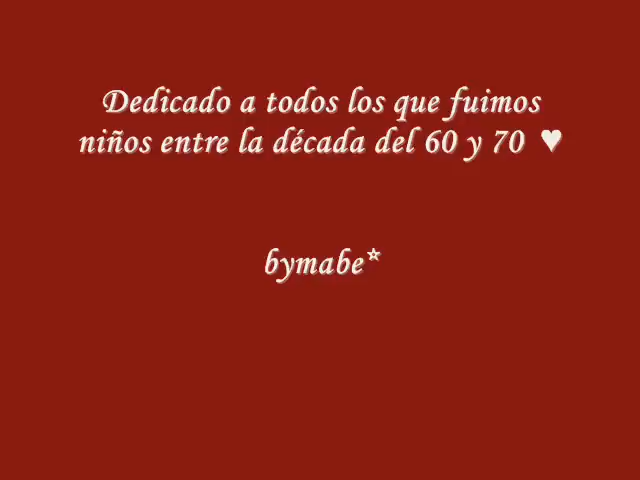 Dedicado a todos los que fuimos
niños entre la década del 60 y 70 ♥
bymabe*